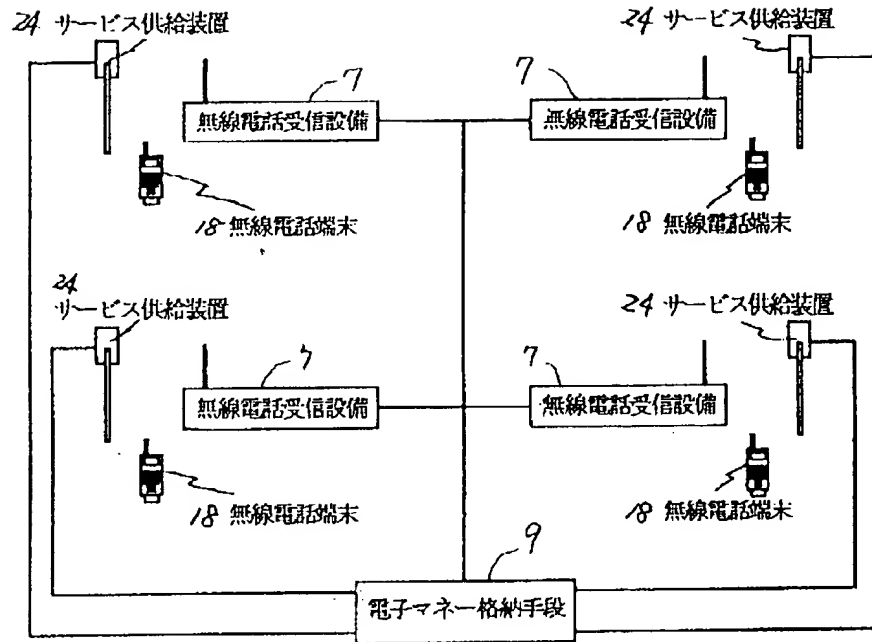 24 サービス供給装置
24 サービス供給装置
7
7
無線電話受信設備
無線電話受信設備
18 無線電話端末
18 無線電話端末
24
サービス供給装置
24 サービス供給装置
7
7
無線電話受信設備
無線電話受信設備
18 無線電話端末
18 無線電話端末
9
電子マネー格納手段